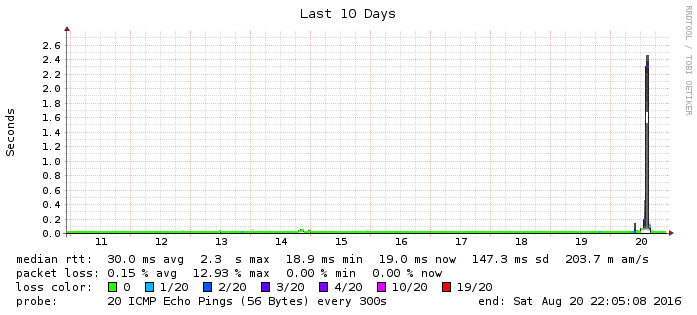 Last 10 Days
RRDTOOL / TOBI OETIKER
Seconds
2.6
2.4
2.2
2.0
1.8
1.6
1.4
1.2
1.0
0.8
0.6
0.4
0.2
0.0
11 12 13 14 15 16 17 18 19 20
median rtt: 30.0 ms avg 2.3 s max 18.9 ms min 19.0 ms now 147.3 ms sd 203.7 m am/s
packet loss: 0.15 % avg 12.93 % max 0.00 % min 0.00 % now
loss color: 0 1/20 2/20 3/20 4/20 10/20 19/20
probe: 20 ICMP Echo Pings (56 Bytes) every 300s end: Sat Aug 20 22:05:08 2016